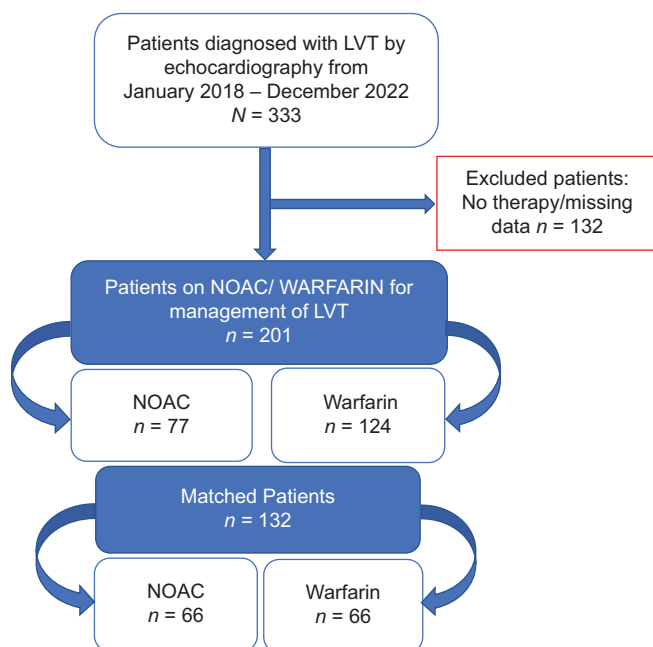 Patients diagnosed with LVT by
echocardiography from
January 2018 – December 2022
N = 333
Excluded patients:
No therapy/missing
data n = 132
Patients on NOAC/ WARFARIN for
management of LVT
n = 201
NOAC
n = 77
Warfarin
n = 124
Matched Patients
n = 132
NOAC
n = 66
Warfarin
n = 66